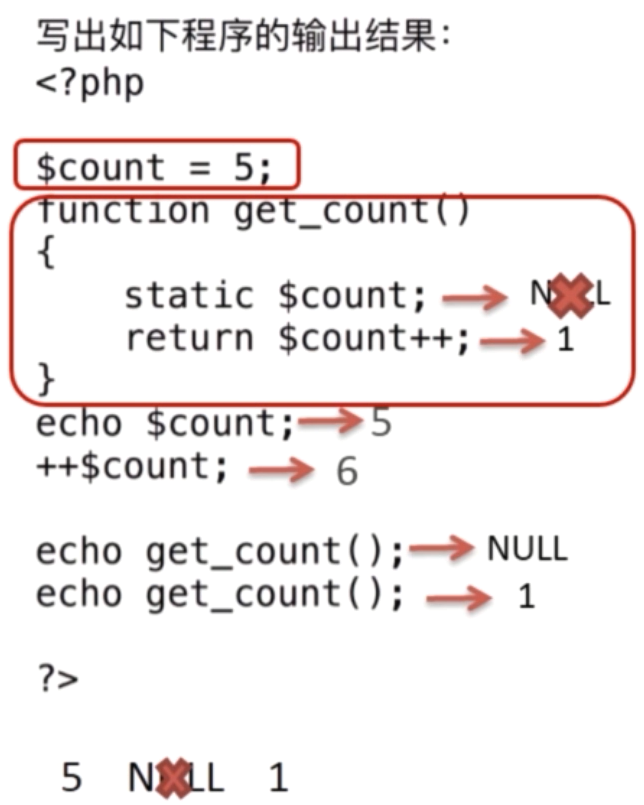 写出如下程序的输出结果：
<?php
$count = 5;
function get_count()
{
static $count; NULL
return $count++; 1
}
echo $count; 5
++$count; 6
echo get_count(); NULL
echo get_count(); 1
?>
5 NULL 1